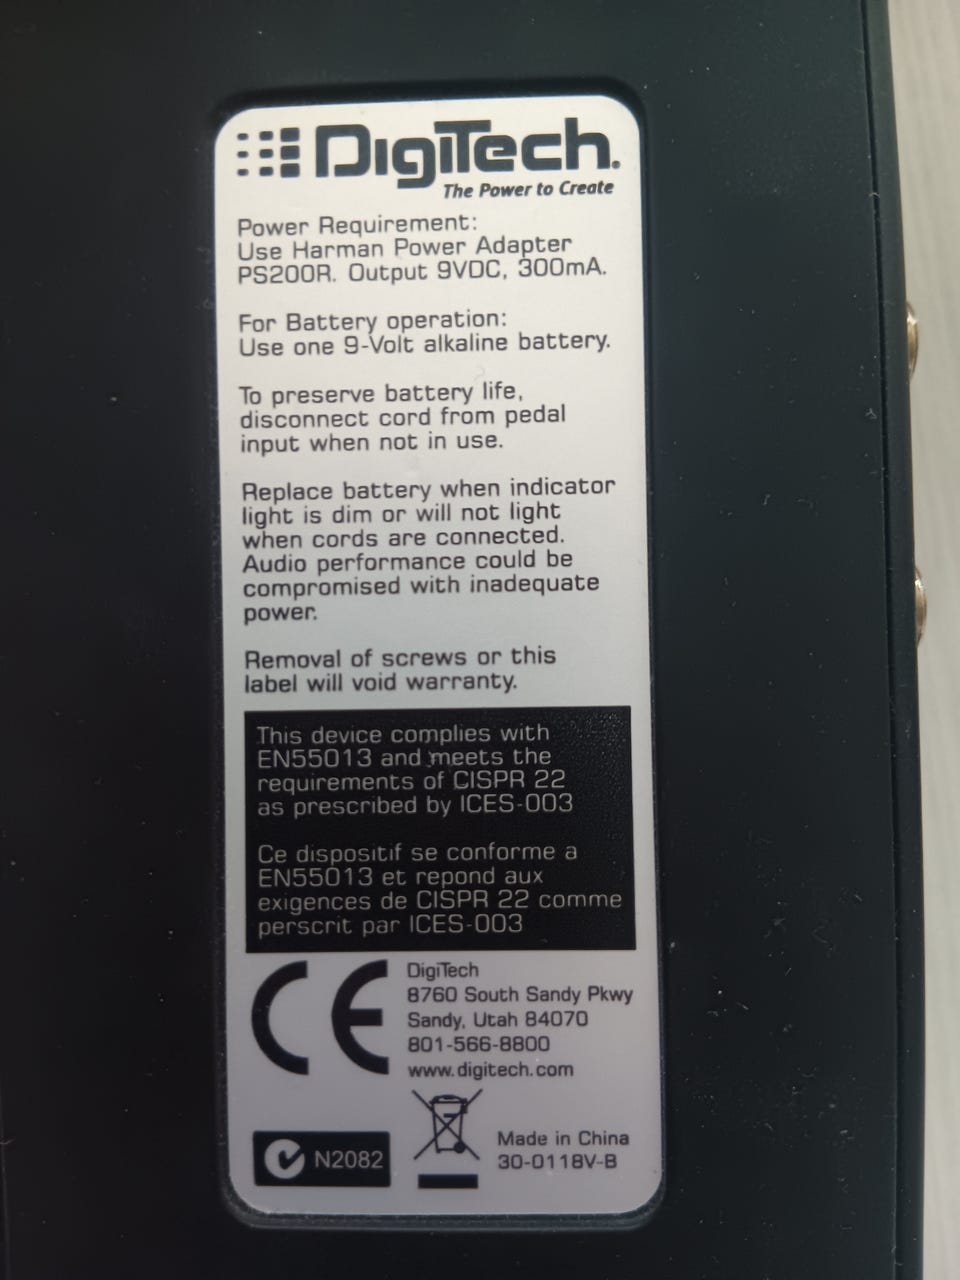 DigiTech.
The Power to Create
Power Requirement:
Use Harman Power Adapter
PS200R. Output 9VDC, 300mA.
For Battery operation:
Use one 9-Volt alkaline battery.
To preserve battery life,
disconnect cord from pedal
input when not in use.
Replace battery when indicator
light is dim or will not light
when cords are connected.
Audio performance could be
compromised with inadequate
power.
Removal of screws or this
label will void warranty.
This device complies with
EN55013 and meets the
requirements of CISPR 22
as prescribed by ICES-003
Ce dispositif se conforme a
EN55013 et repond aux
exigences de CISPR 22 comme
perscrit par ICES-003
CE
DigiTech
8760 South Sandy Pkwy
Sandy, Utah 84070
801-566-8800
www.digitech.com
N2082
Made in China
30-0118V-B